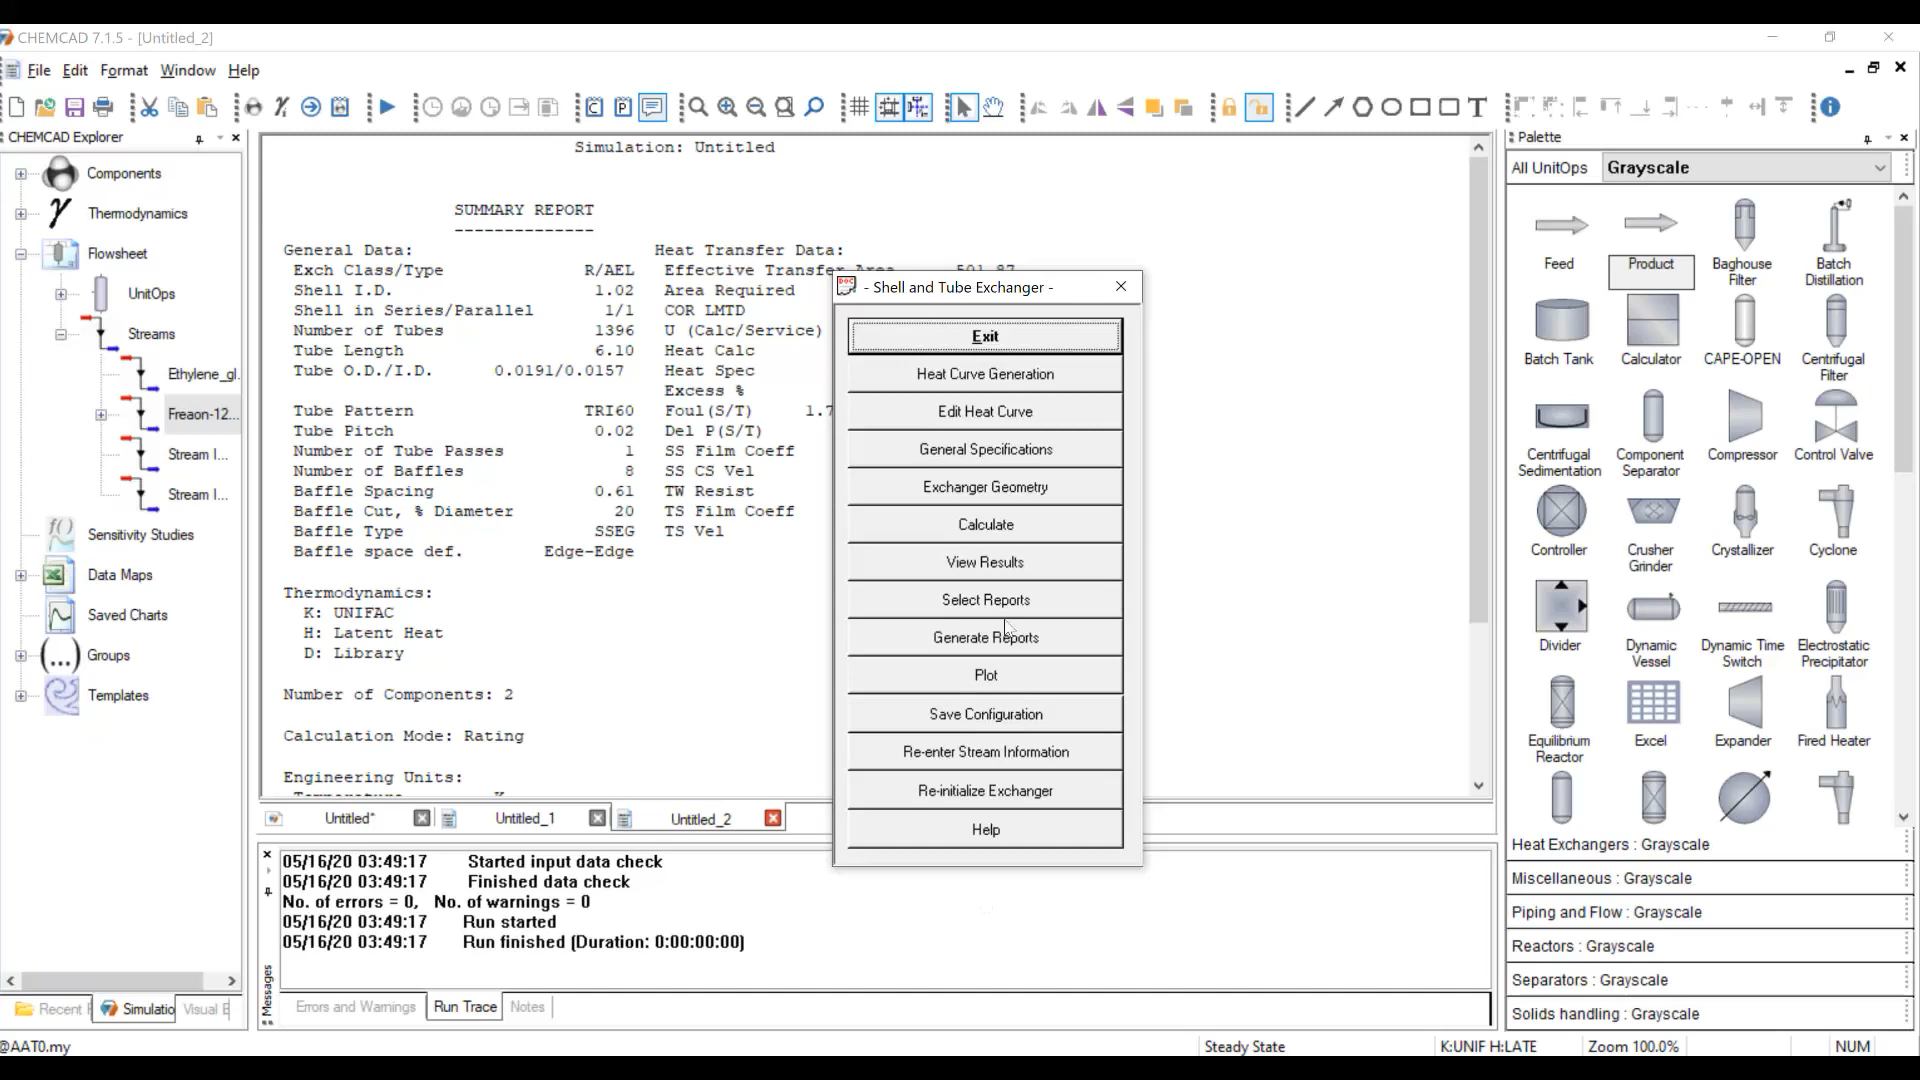 CHEMCAD 7.1.5 - [Untitled_2]
File Edit Format Window Help
CHEMCAD Explorer
Components
Thermodynamics
Flowsheet
UnitOps
Streams
Ethylene_gl.
Freaon-12...
Stream I...
Stream I...
Sensitivity Studies
Data Maps
Saved Charts
Groups
Templates
Simulatio
@AAT0.my
Simulation: Untitled
SUMMARY REPORT
General Data: Heat Transfer Data:
Exch Class/Type R/AEL Effective Transfer
Shell I.D. 1.02 Area Required
Shell in Series/Parallel 1/1 COR LMTD
Number of Tubes 1396 U (Calc/Service)
Tube Length 6.10 Heat Calc
Tube O.D./I.D. 0.0191/0.0157 Heat Spec
Excess %
Tube Pattern TRI60 Foul(S/T) 1.7
Tube Pitch 0.02 Del P(S/T)
Number of Tube Passes 1 SS Film Coeff
Number of Baffles 8 SS CS Vel
Baffle Spacing 0.61 TW Resist
Baffle Cut, % Diameter 20 TS Film Coeff
Baffle Type SSEG TS Vel
Baffle space def. Edge-Edge
Thermodynamics:
K: UNIFAC
H: Latent Heat
D: Library
Number of Components: 2
Calculation Mode: Rating
Engineering Units:
Untitled* Untitled_1 Untitled_2
- Shell and Tube Exchanger -
Exit
Heat Curve Generation
Edit Heat Curve
General Specifications
Exchanger Geometry
Calculate
View Results
Select Reports
Generate Reports
Plot
Save Configuration
Re-enter Stream Information
Re-initialize Exchanger
Help
05/16/20 03:49:17 Started input data check
05/16/20 03:49:17 Finished data check
No. of errors = 0, No. of warnings = 0
05/16/20 03:49:17 Run started
05/16/20 03:49:17 Run finished (Duration: 0:00:00:00)
Messages
Errors and Warnings Run Trace Notes
Palette
All UnitOps Grayscale
Feed Product Baghouse Filter Batch Distillation
Batch Tank Calculator CAPE-OPEN Centrifugal Filter
Centrifugal Sedimentation Component Separator Compressor Control Valve
Controller Crusher Grinder Crystallizer Cyclone
Divider Dynamic Vessel Dynamic Time Switch Electrostatic Precipitator
Equilibrium Reactor Excel Expander Fired Heater
Heat Exchangers : Grayscale
Miscellaneous : Grayscale
Piping and Flow : Grayscale
Reactors : Grayscale
Separators : Grayscale
Solids handling : Grayscale
Steady State K:UNIF H:LATE Zoom 100.0% NUM